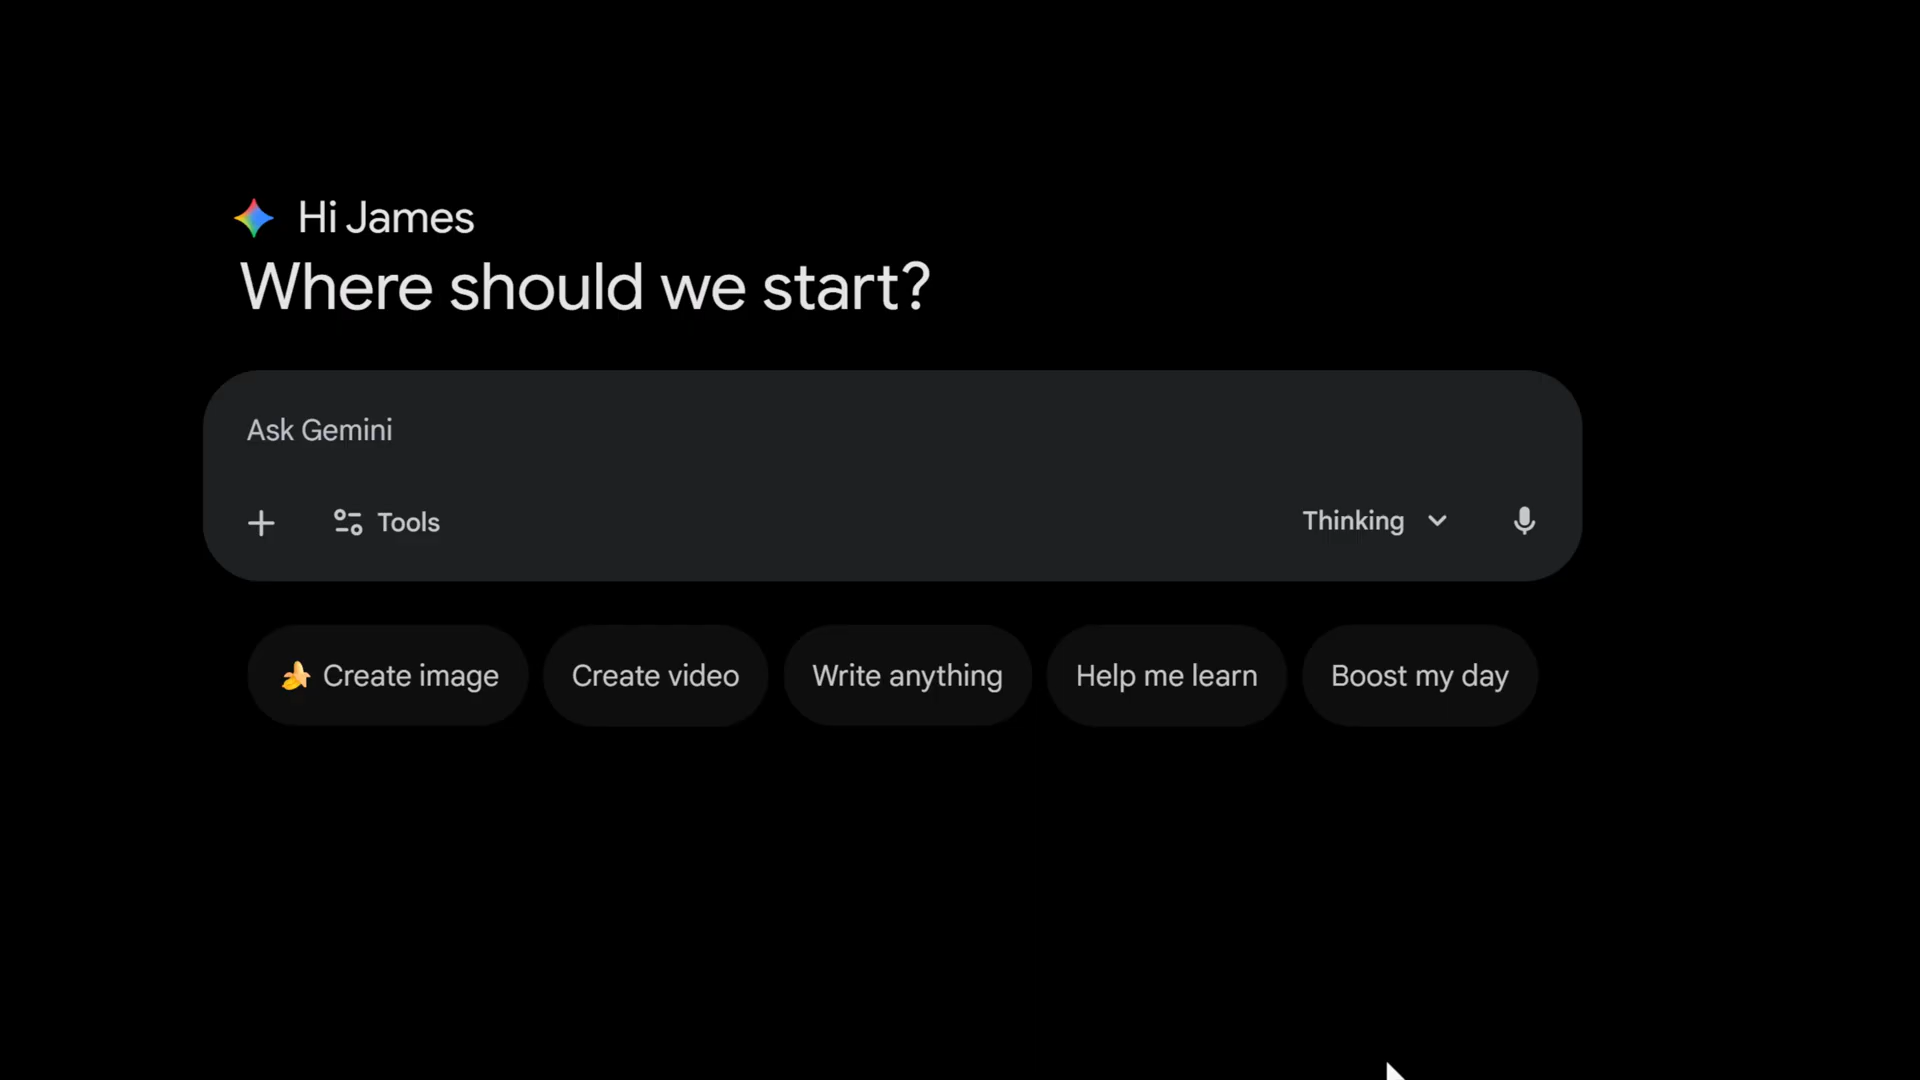 Hi James
Where should we start?
Ask Gemini
Tools
Thinking
Create image
Create video
Write anything
Help me learn
Boost my day